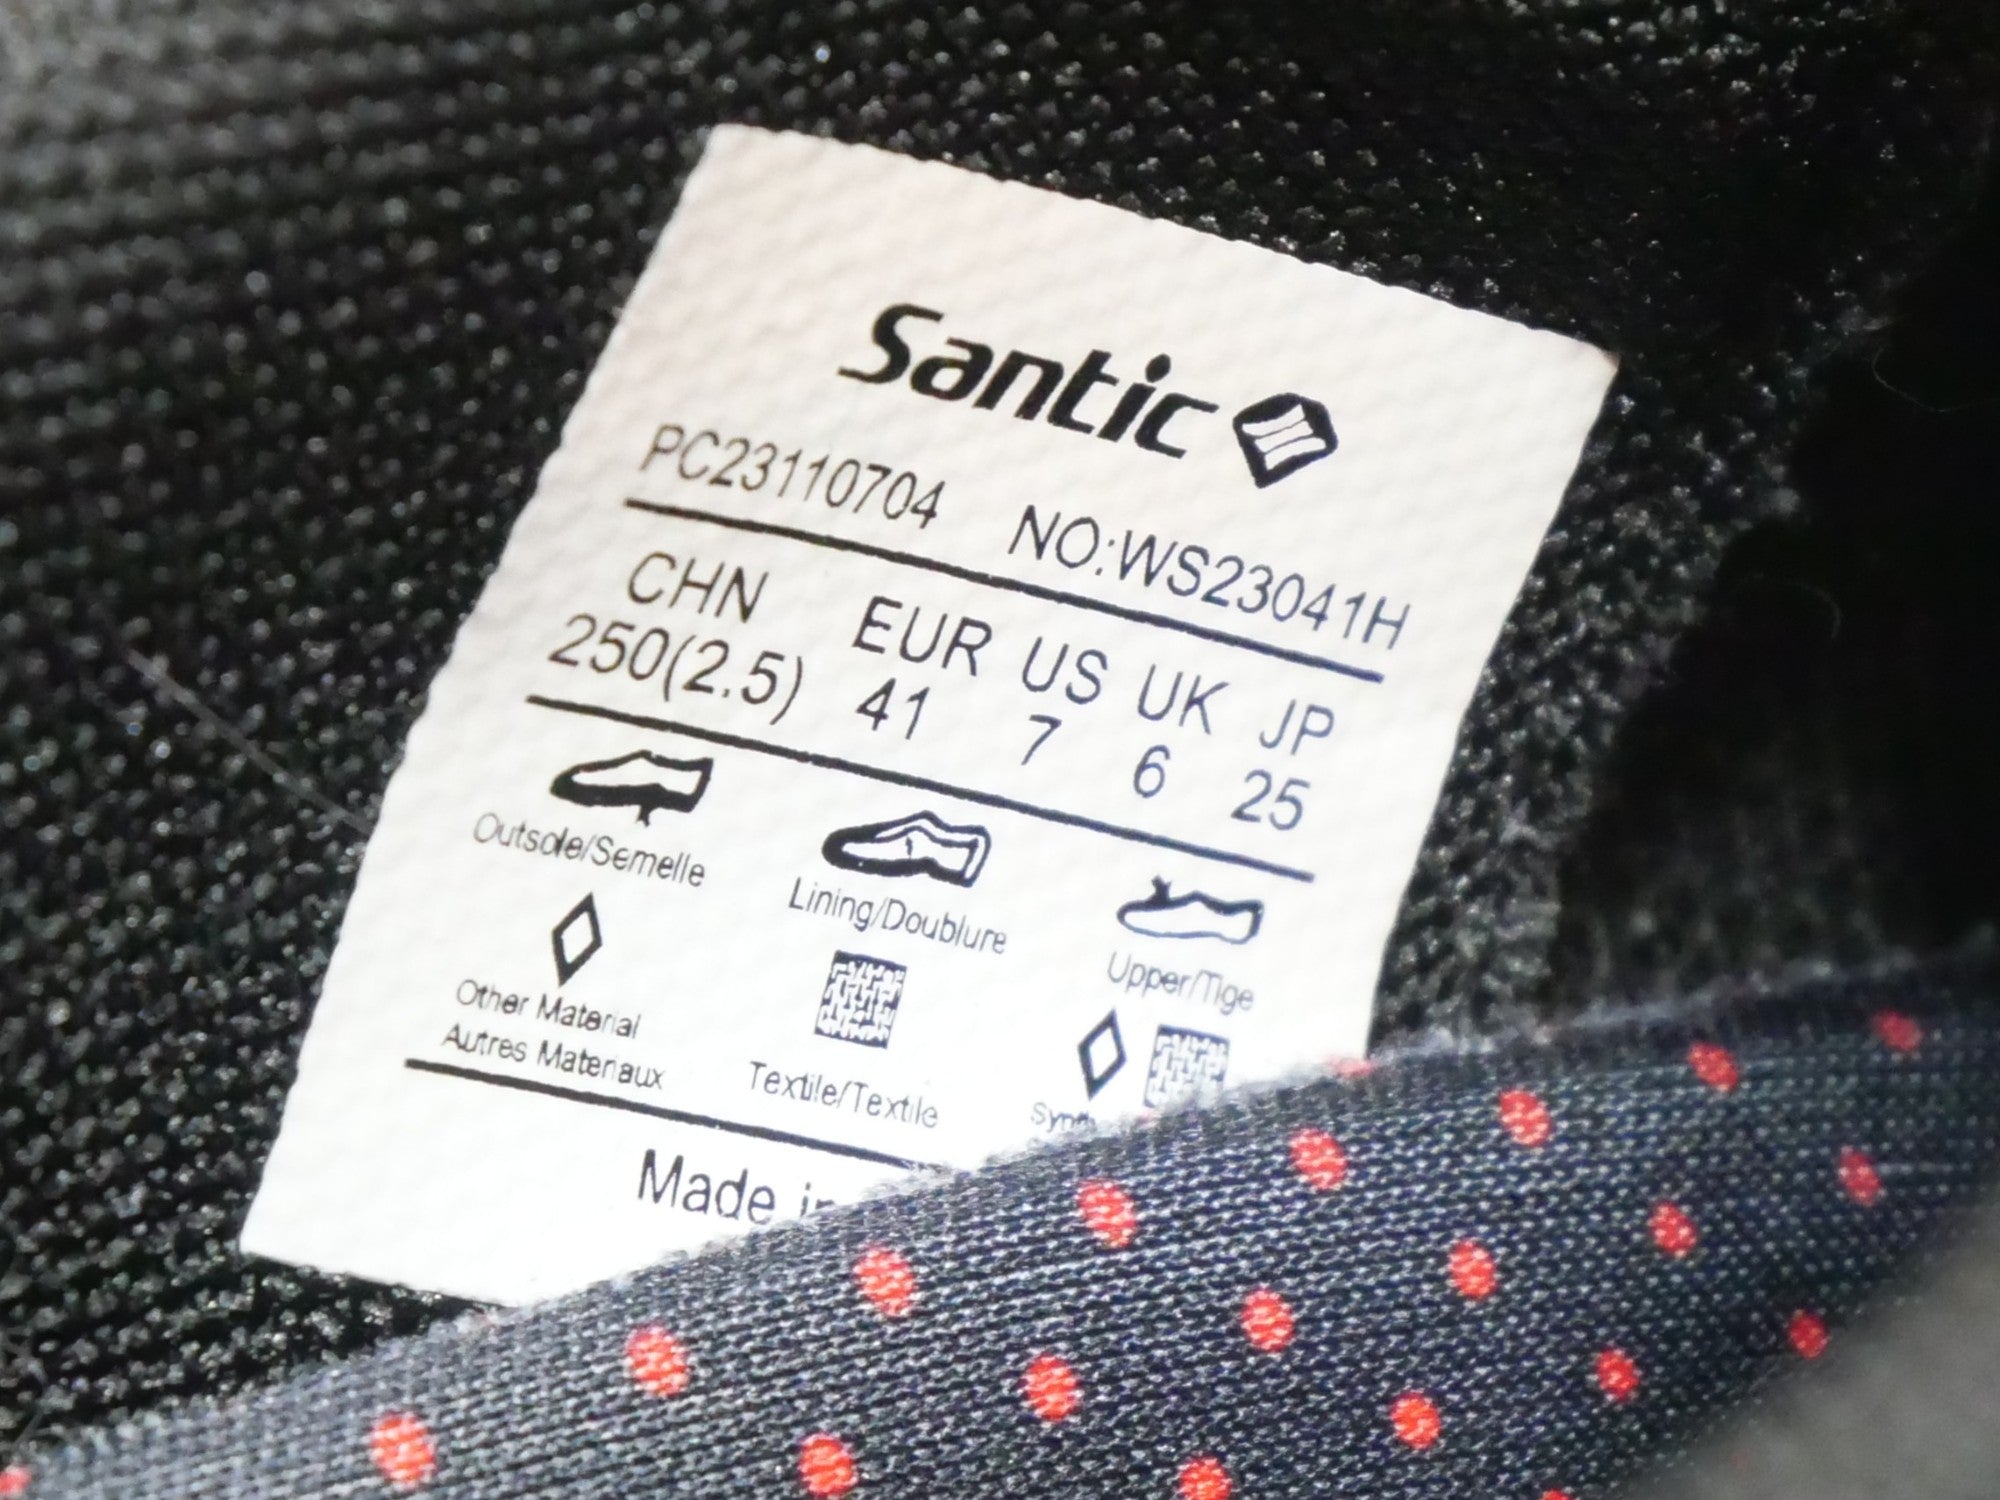 Santic
PC23110704 NO:WS23041H
CHN EUR US UK JP
250(2.5) 41 7 6 25
Outsole/Semelle Lining/Doublure Upper/Tige
Other Material
Autres Materiaux Textile/Textile
Made